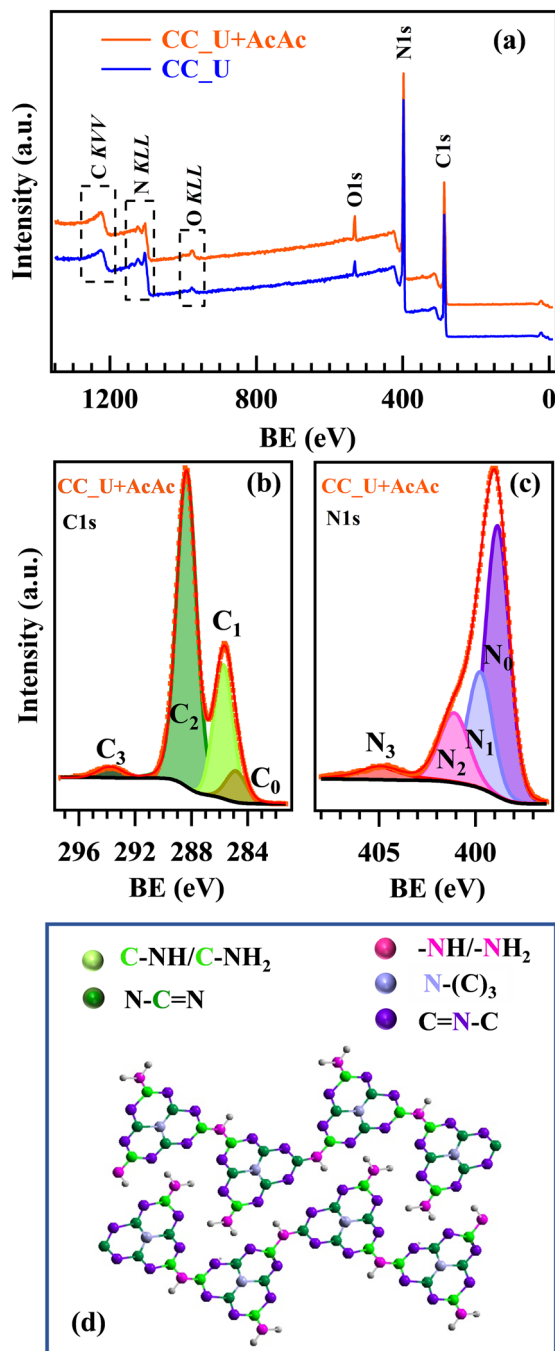 CC_U+AcAc
CC_U
(a)
N1s
C1s
O1s
O KLL
N KLL
C KVV
Intensity (a.u.)
1200 800 400 0
BE (eV)
CC_U+AcAc (b)
C1s
C₁
C₂
C₃
C₀
296 292 288 284
BE (eV)
Intensity (a.u.)
CC_U+AcAc (c)
N1s
N₀
N₁
N₂
N₃
405 400
BE (eV)
C-NH/C-NH₂
N-C=N
-NH/-NH₂
N-(C)₃
C=N-C
(d)